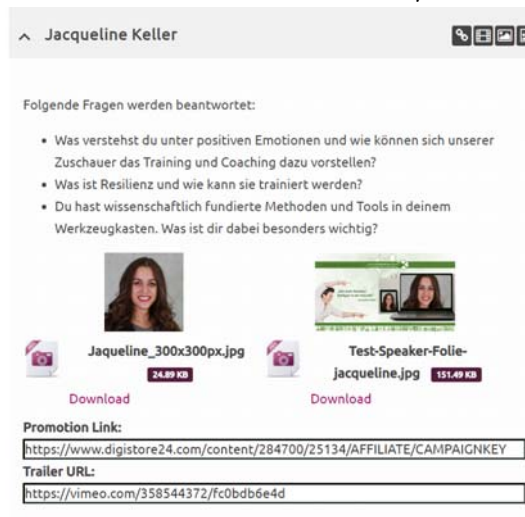 Jacqueline Keller
Folgende Fragen werden beantwortet:
• Was verstehst du unter positiven Emotionen und wie können sich unserer
Zuschauer das Training und Coaching dazu vorstellen?
• Was ist Resilienz und wie kann sie trainiert werden?
• Du hast wissenschaftlich fundierte Methoden und Tools in deinem
Werkzeugkasten. Was ist dir dabei besonders wichtig?
Jaqueline_300x300px.jpg
24.89 KB
Download
Test-Speaker-Folie-
jacqueline.jpg 151.49 KB
Download
Promotion Link:
https://www.digistore24.com/content/284700/25134/AFFILIATE/CAMPAIGNKEY
Trailer URL:
https://vimeo.com/358544372/fc0bdb6e4d